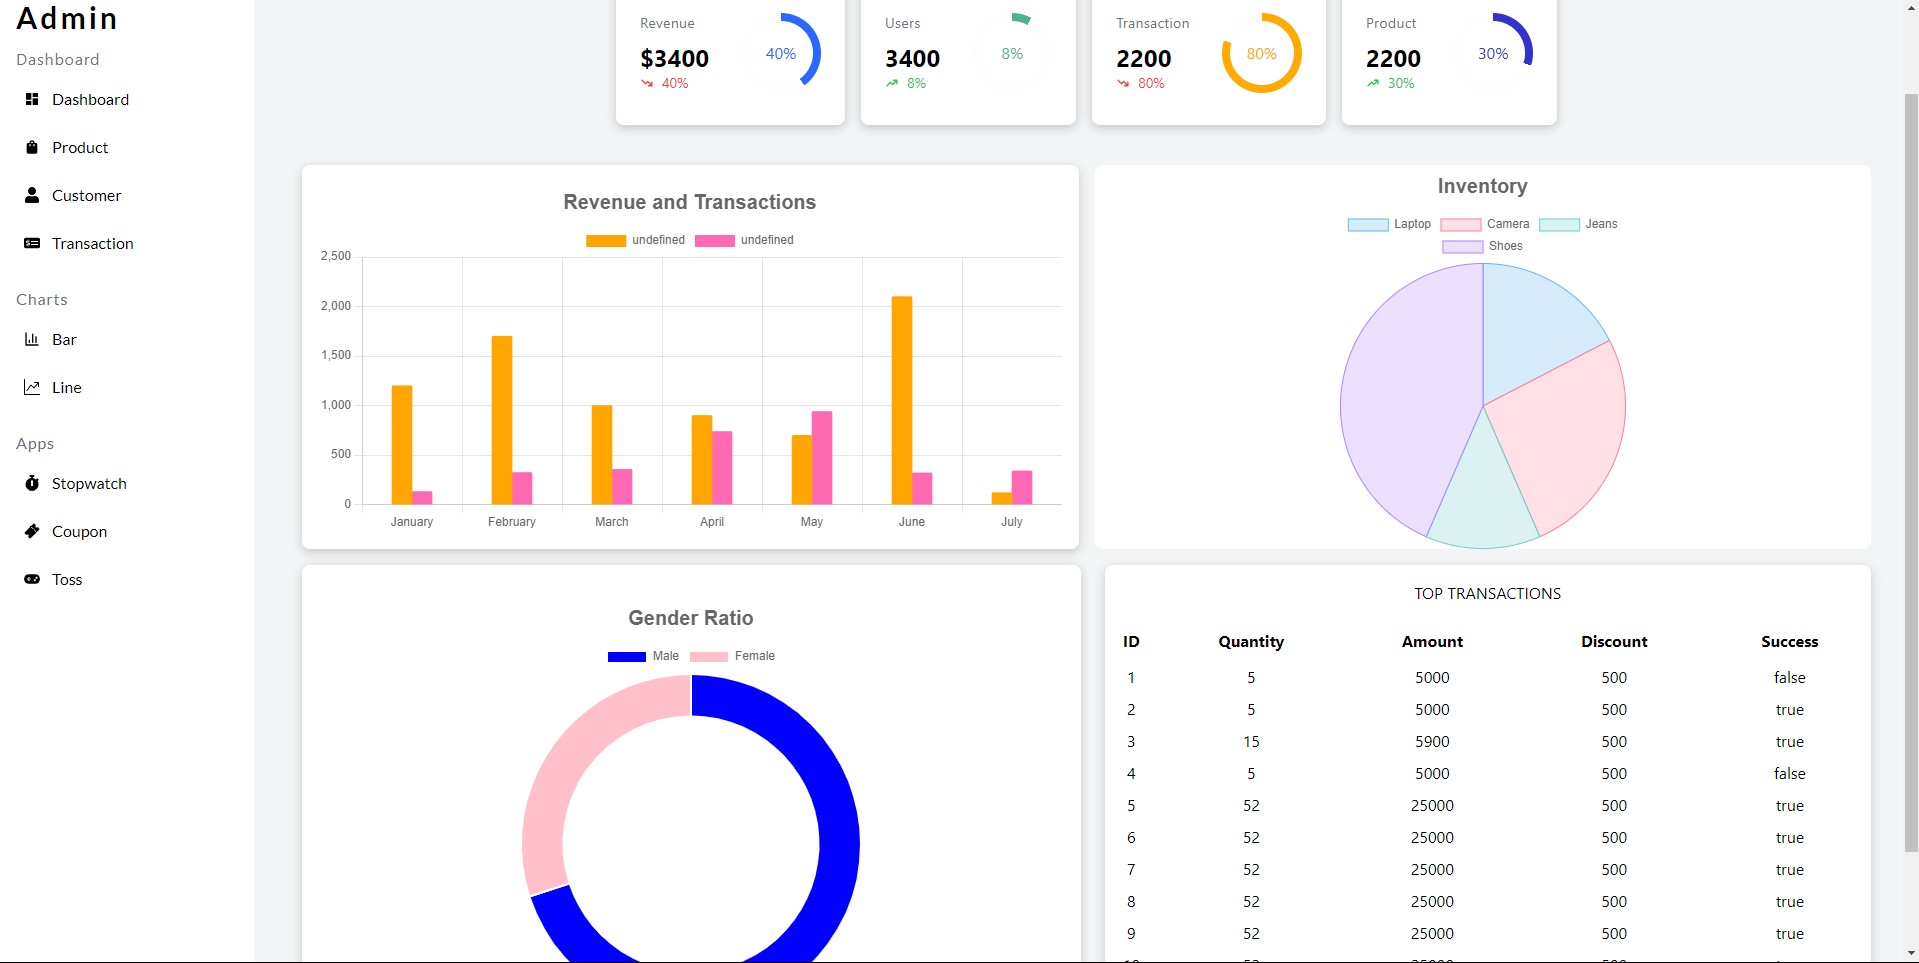 Admin
Dashboard
Dashboard
Product
Customer
Transaction
Charts
Bar
Line
Apps
Stopwatch
Coupon
Toss
Revenue
$3400
40%
40%
Users
3400
8%
8%
Transaction
2200
80%
80%
Product
2200
30%
30%
Revenue and Transactions
undefined undefined
2,500
2,000
1,500
1,000
500
0
January February March April May June July
Inventory
Laptop Camera Jeans
Shoes
Gender Ratio
Male Female
TOP TRANSACTIONS
ID Quantity Amount Discount Success
1 5 5000 500 false
2 5 5000 500 true
3 15 5900 500 true
4 5 5000 500 false
5 52 25000 500 true
6 52 25000 500 true
7 52 25000 500 true
8 52 25000 500 true
9 52 25000 500 true